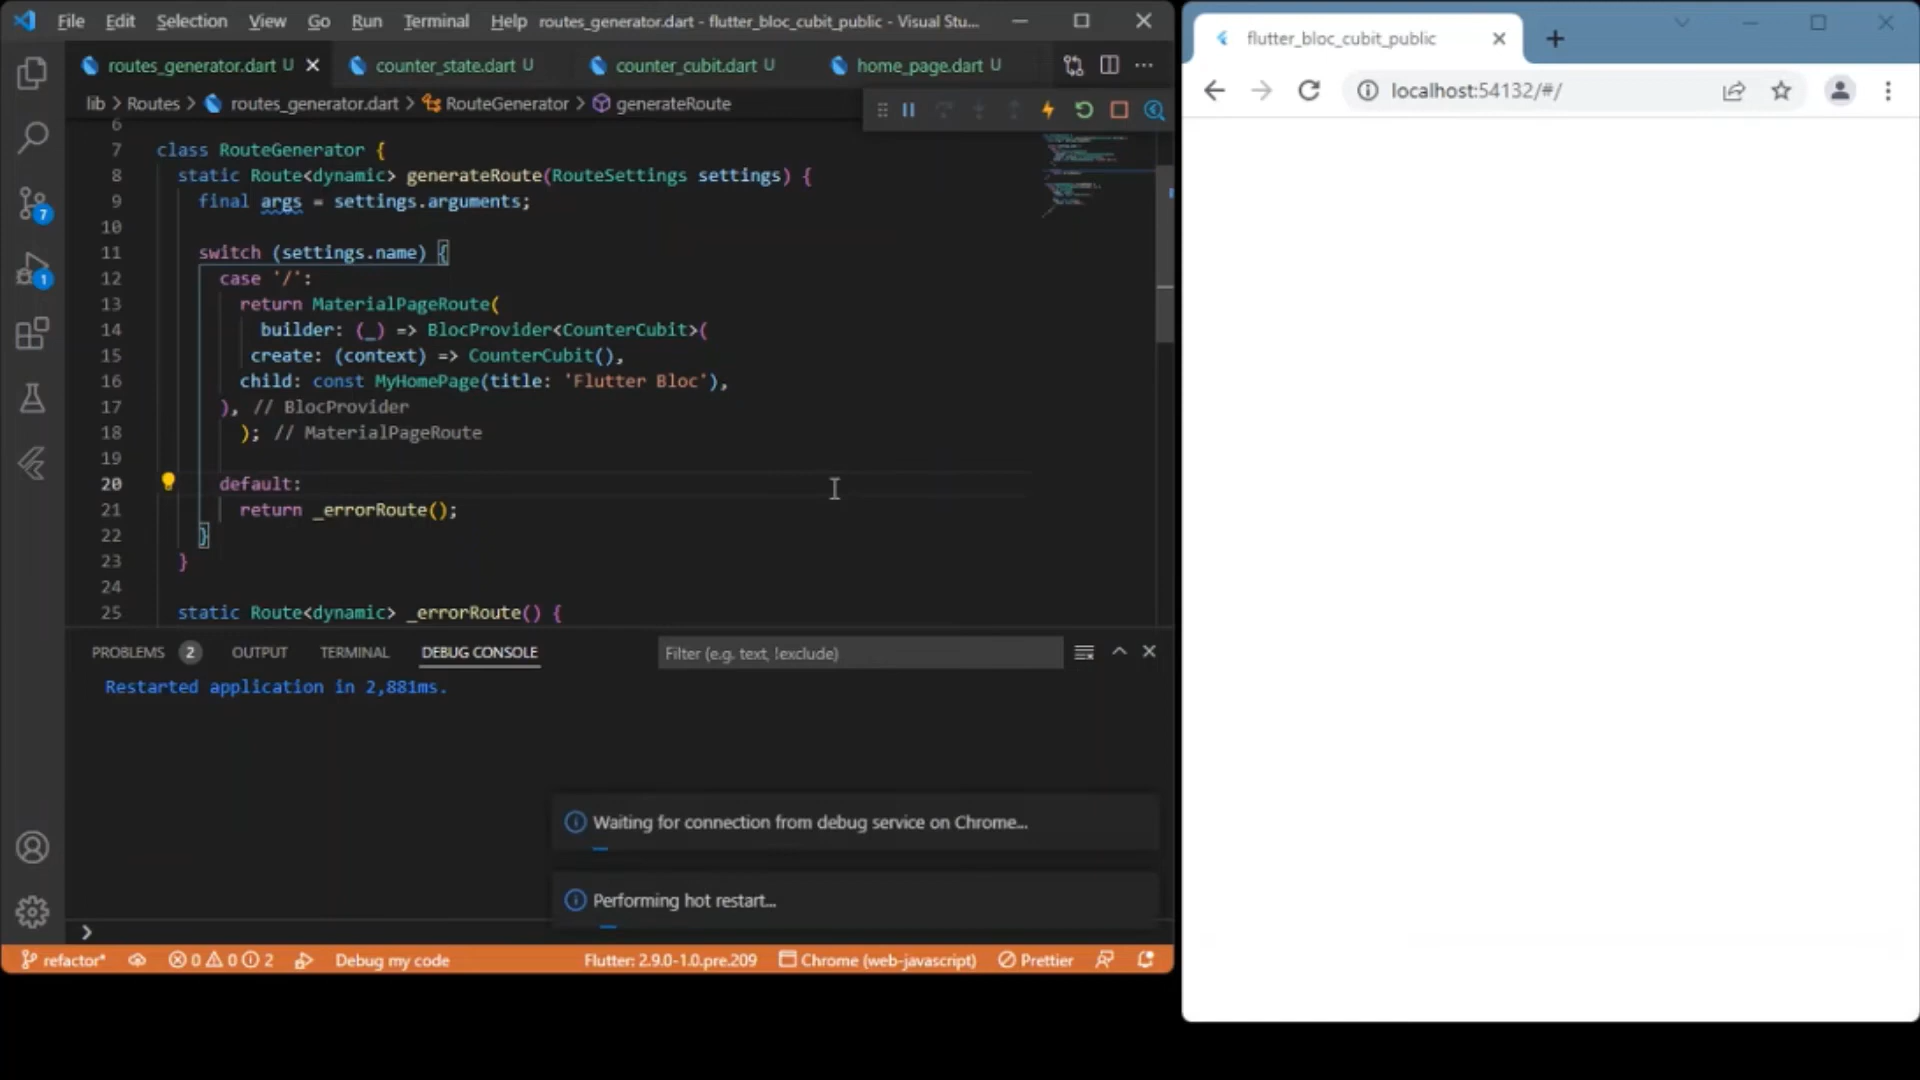 File Edit Selection View Go Run Terminal Help routes_generator.dart - flutter_bloc_cubit_public - Visual Stu...
routes_generator.dart U counter_state.dart U counter_cubit.dart U home_page.dart U
lib > Routes > routes_generator.dart > RouteGenerator > generateRoute
6
7 class RouteGenerator {
8 static Route<dynamic> generateRoute(RouteSettings settings) {
9 final args = settings.arguments;
10
11 switch (settings.name) {
12 case '/':
13 return MaterialPageRoute(
14 builder: (_) => BlocProvider<CounterCubit>(
15 create: (context) => CounterCubit(),
16 child: const MyHomePage(title: 'Flutter Bloc'),
17 ), // BlocProvider
18 ); // MaterialPageRoute
19
20 default:
21 return _errorRoute();
22 }
23 }
24
25 static Route<dynamic> _errorRoute() {
7
1
PROBLEMS 2 OUTPUT TERMINAL DEBUG CONSOLE Filter (e.g. text, !exclude)
Restarted application in 2,881ms.
Waiting for connection from debug service on Chrome...
Performing hot restart...
refactor* 0 0 2 Debug my code Flutter: 2.9.0-1.0.pre.209 Chrome (web-javascript) Prettier
flutter_bloc_cubit_public
localhost:54132/#/